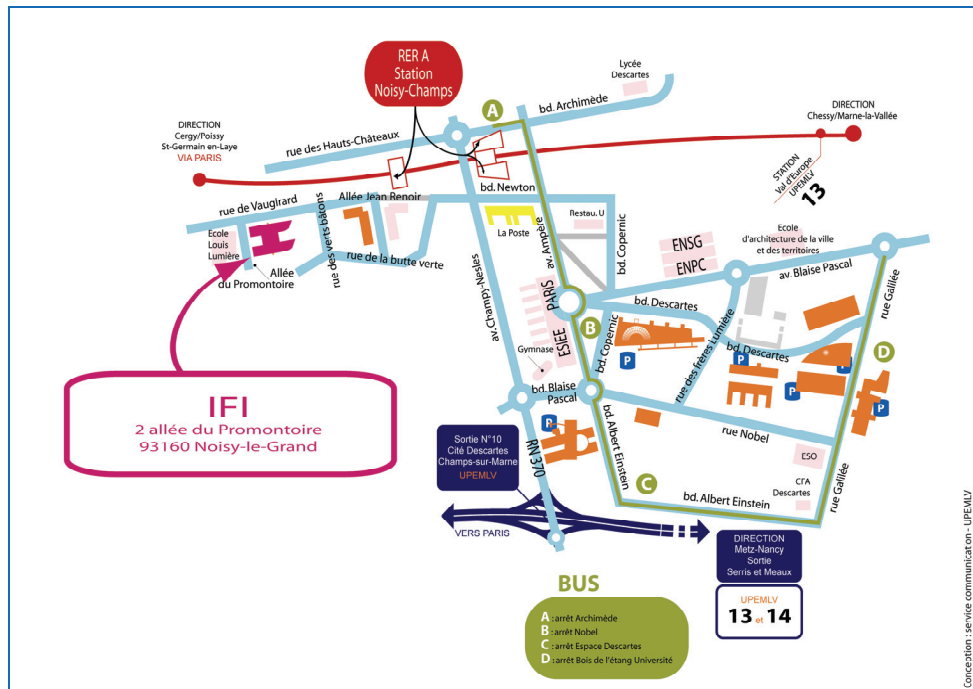 RER A
Station
Noisy-Champs
Lycée
Descartes
A
bd. Archimède
DIRECTION
Cergy/Poissy
St-Germain en-Laye
VIA PARIS
rue des Hauts-Châteaux
DIRECTION
Chessy/Marne-la-Vallée
STATION
Val d'Europe
UPEMLV
13
bd. Newton
Allée Jean Renoir
rue de Vaugirard
Ecole
Louis
Lumière
rue des verts bâtons
La Poste
av. Ampère
Restau. U
bd. Copernic
ENSG
ENPC
Ecole
d'architecture de la ville
et des territoires
av. Blaise Pascal
rue de la butte verte
Allée
du Promontoire
av. Champy-Nesles
ESIEE PARIS
bd. Descartes
rue Galilée
B
bd. Copernic
P
rue des frères Lumière
bd. Descartes
P
P
D
Gymnase
P
P
bd. Blaise
Pascal
IFI
2 allée du Promontoire
93160 Noisy-le-Grand
P
bd. Albert Einstein
rue Nobel
Sortie N°10
Cité Descartes
Champs-sur-Marne
UPEMLV
RN 370
ESO
CFA
Descartes
C
bd. Albert Einstein
rue Galilée
VERS PARIS
DIRECTION
Metz-Nancy
Sortie
Serris et Meaux
UPEMLV
13 et 14
BUS
A : arrêt Archimède
B : arrêt Nobel
C : arrêt Espace Descartes
D : arrêt Bois de l'étang Université
Conception : service communication - UPEMLV